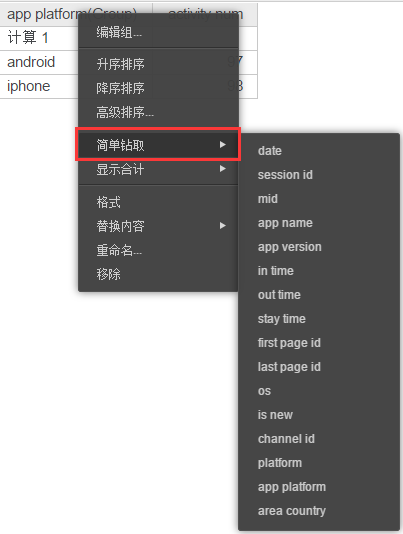 app platform(Group) activity num
计算 1
android 97
iphone 98
编辑组...
升序排序
降序排序
高级排序...
简单钻取
显示合计
格式
替换内容
重命名...
移除
date
session id
mid
app name
app version
in time
out time
stay time
first page id
last page id
os
is new
channel id
platform
app platform
area country